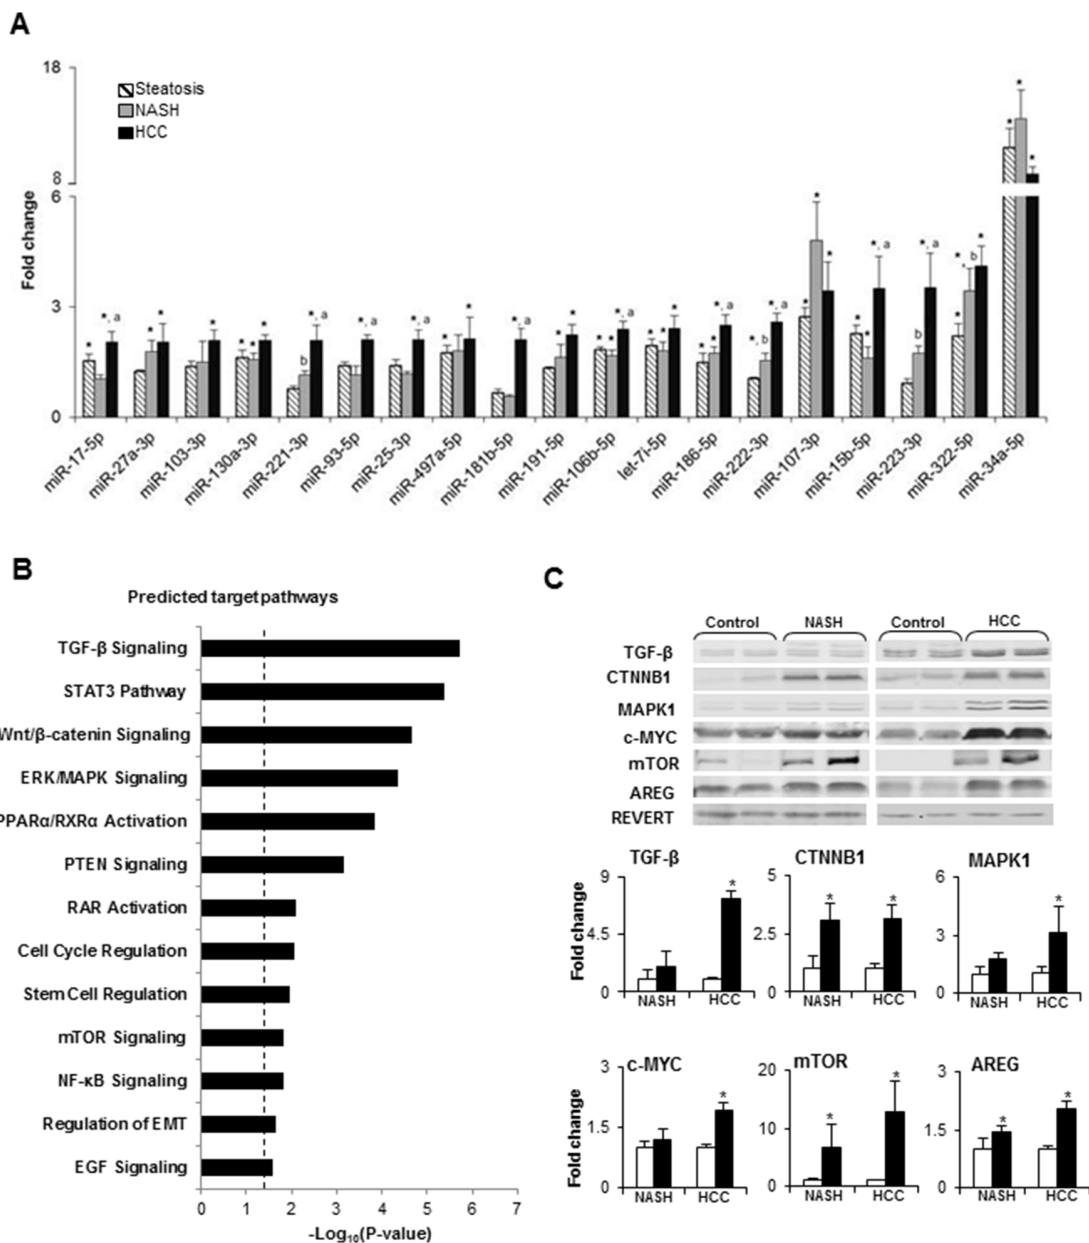 A
18
8
6
3
0
Fold change
Steatosis
NASH
HCC
* *, a * * * * * * b *, a *, a *, a * * *, a * * * * *, a * * * * * *, a *, b * *, a * * * * * *, a b *, a *, b * * * *
miR-17-5p
miR-27a-3p
miR-103-3p
miR-130a-3p
miR-221-3p
miR-93-5p
miR-25-3p
miR-497a-5p
miR-181b-5p
miR-191-5p
miR-106b-5p
let-7i-5p
miR-186-5p
miR-222-3p
miR-107-3p
miR-15b-5p
miR-223-3p
miR-322-5p
miR-34a-5p
B
Predicted target pathways
TGF-β Signaling
STAT3 Pathway
Wnt/β-catenin Signaling
ERK/MAPK Signaling
PPARα/RXRα Activation
PTEN Signaling
RAR Activation
Cell Cycle Regulation
Stem Cell Regulation
mTOR Signaling
NF-κB Signaling
Regulation of EMT
EGF Signaling
0 1 2 3 4 5 6 7
-Log₁₀(P-value)
C
Control NASH Control HCC
TGF-β
CTNNB1
MAPK1
c-MYC
mTOR
AREG
REVERT
TGF-β
Fold change
9
4.5
0
*
NASH HCC
CTNNB1
5
2.5
0
* *
NASH HCC
MAPK1
6
3
0
*
NASH HCC
c-MYC
Fold change
3
1.5
0
*
NASH HCC
mTOR
20
10
0
* *
NASH HCC
AREG
3
1.5
0
* *
NASH HCC